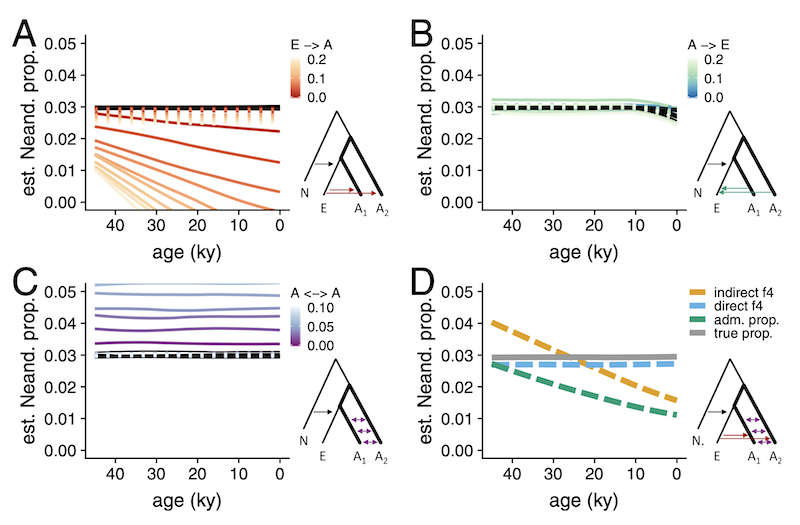 A
est. Neand. prop.
0.05
0.04
0.03
0.02
0.01
0.00
40 30 20 10 0
age (ky)
E –> A
0.2
0.1
0.0
N
E A1 A2
B
est. Neand. prop.
0.05
0.04
0.03
0.02
0.01
0.00
40 20 10 0
age (ky)
A –> E
0.2
0.1
0.0
N
E A1 A2
C
est. Neand. prop.
0.05
0.04
0.03
0.02
0.01
0.00
40 30 20 10 0
age (ky)
A <–> A
0.10
0.05
0.00
N
E A1 A2
D
est. Neand. prop.
0.05
0.04
0.03
0.02
0.01
0.00
40 20 10 0
age (ky)
indirect f4
direct f4
adm. prop.
true prop.
N.
E A1 A2